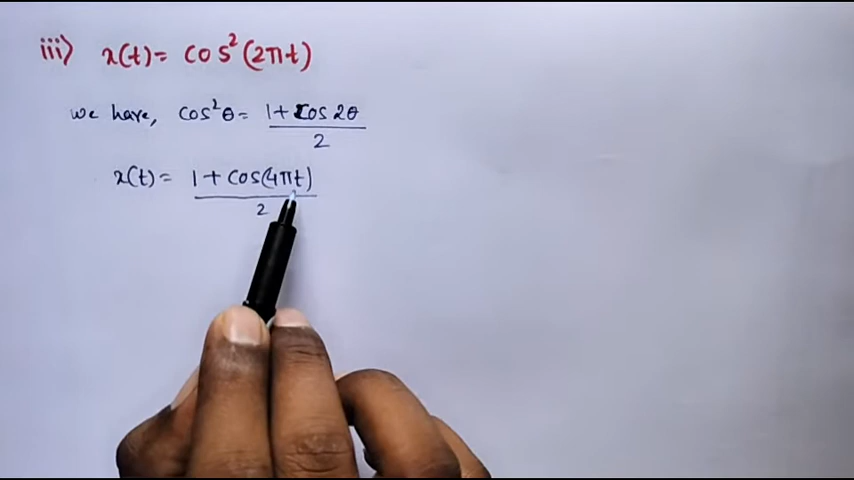 iii) x(t) = cos²(2πt)
we have, cos²θ = (1 + cos 2θ)/2
x(t) = (1 + cos(4πt))/2